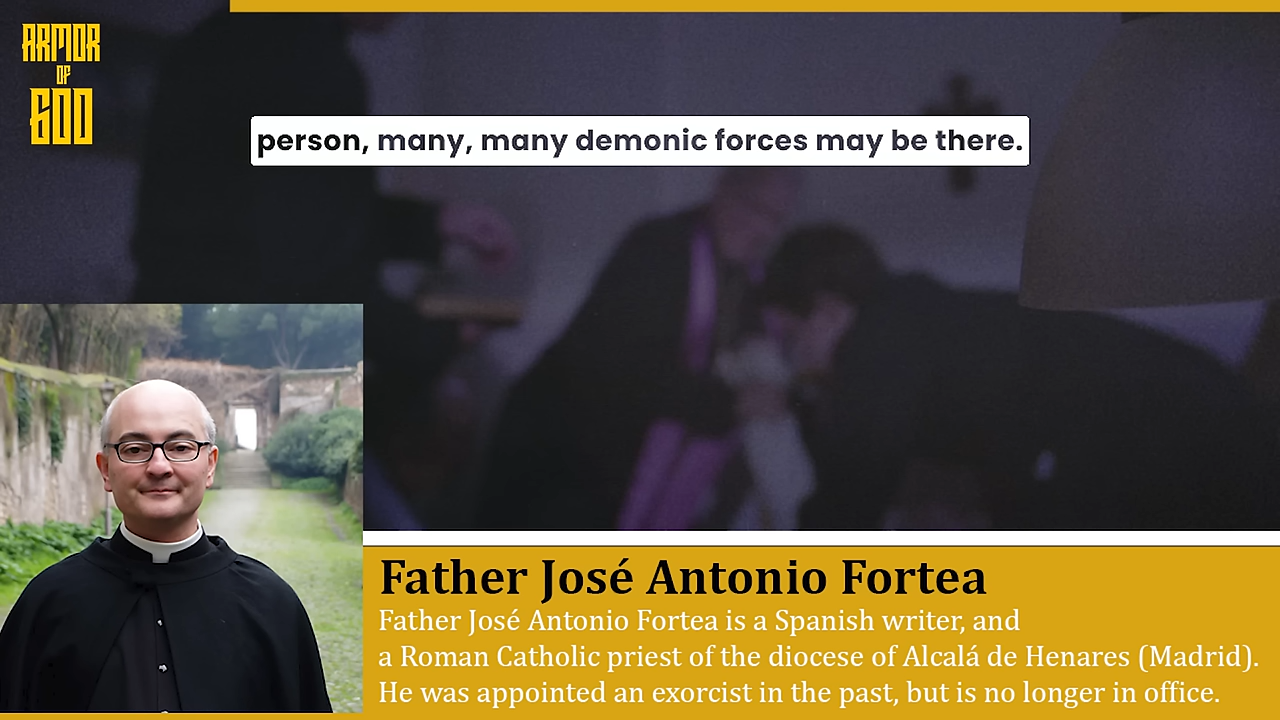 ARMOR
OF
GOD
person, many, many demonic forces may be there.
Father José Antonio Fortea
Father José Antonio Fortea is a Spanish writer, and
a Roman Catholic priest of the diocese of Alcalá de Henares (Madrid).
He was appointed an exorcist in the past, but is no longer in office.